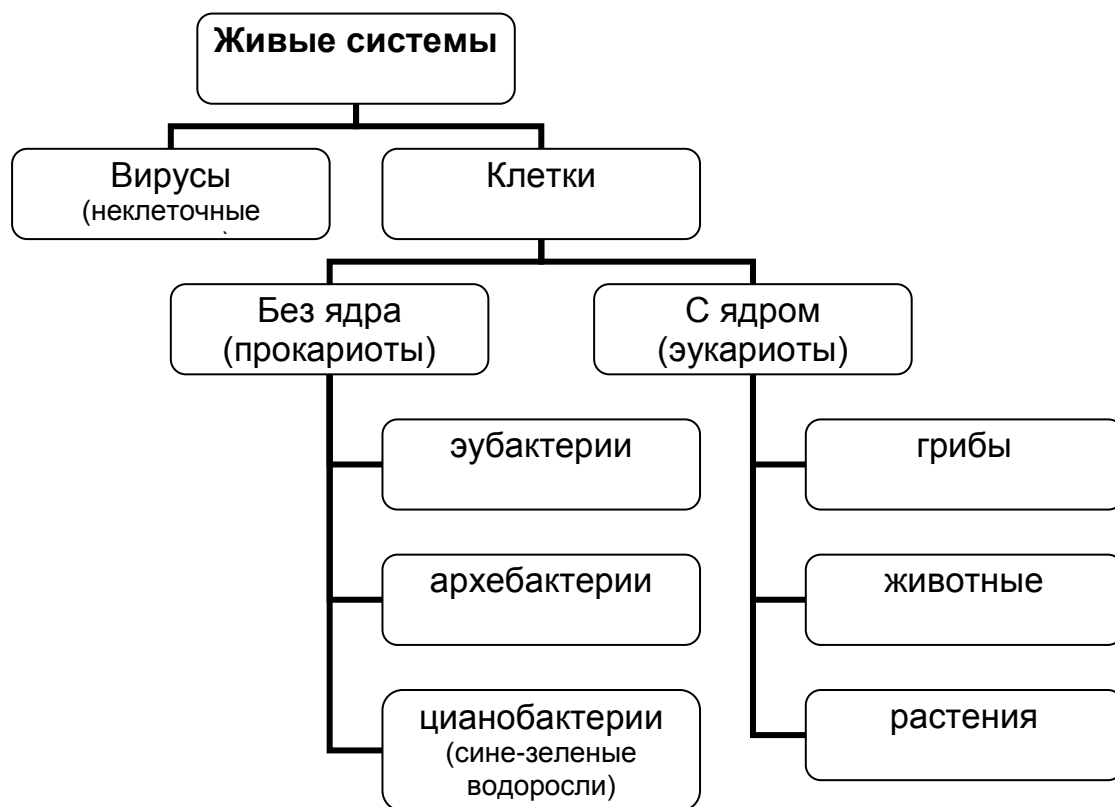 Живые системы
Вирусы
(неклеточные
Клетки
Без ядра
(прокариоты)
С ядром
(эукариоты)
эубактерии
грибы
архебактерии
животные
цианобактерии
(сине-зеленые
водоросли)
растения